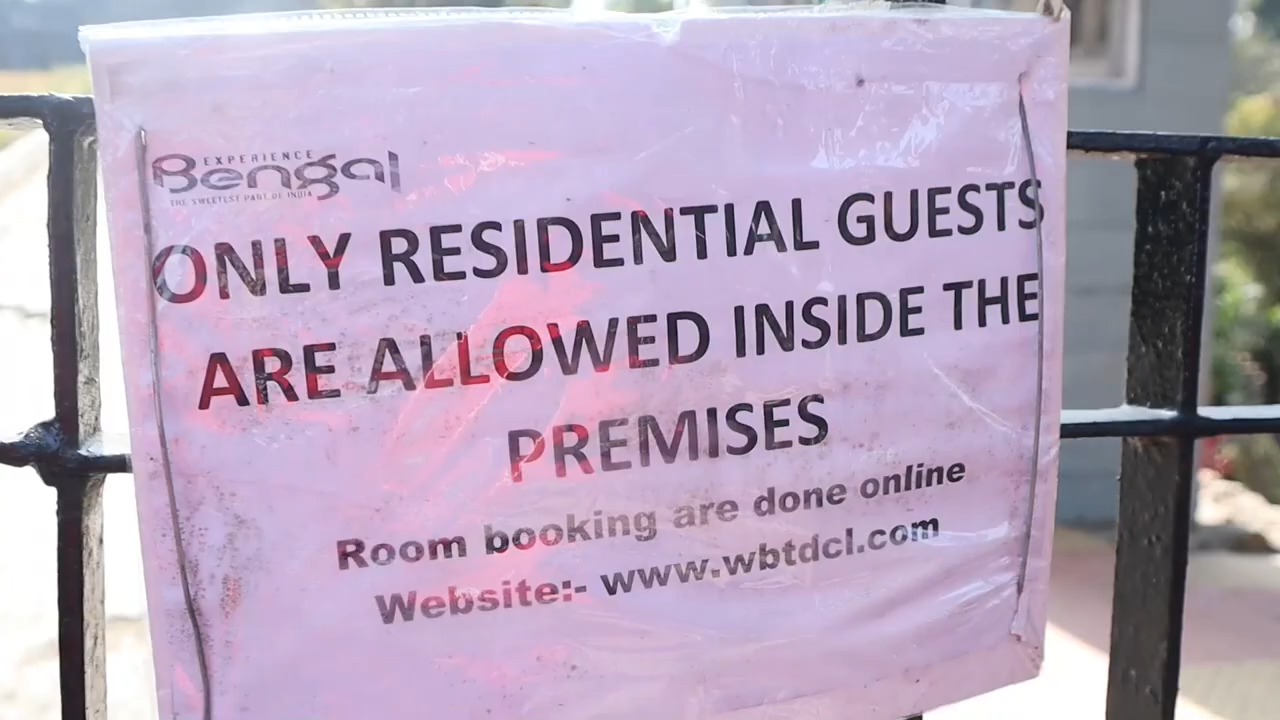 EXPERIENCE
Bengal
THE SWEETEST PART OF INDIA
ONLY RESIDENTIAL GUESTS
ARE ALLOWED INSIDE THE
PREMISES
Room booking are done online
Website:- www.wbtdcl.com